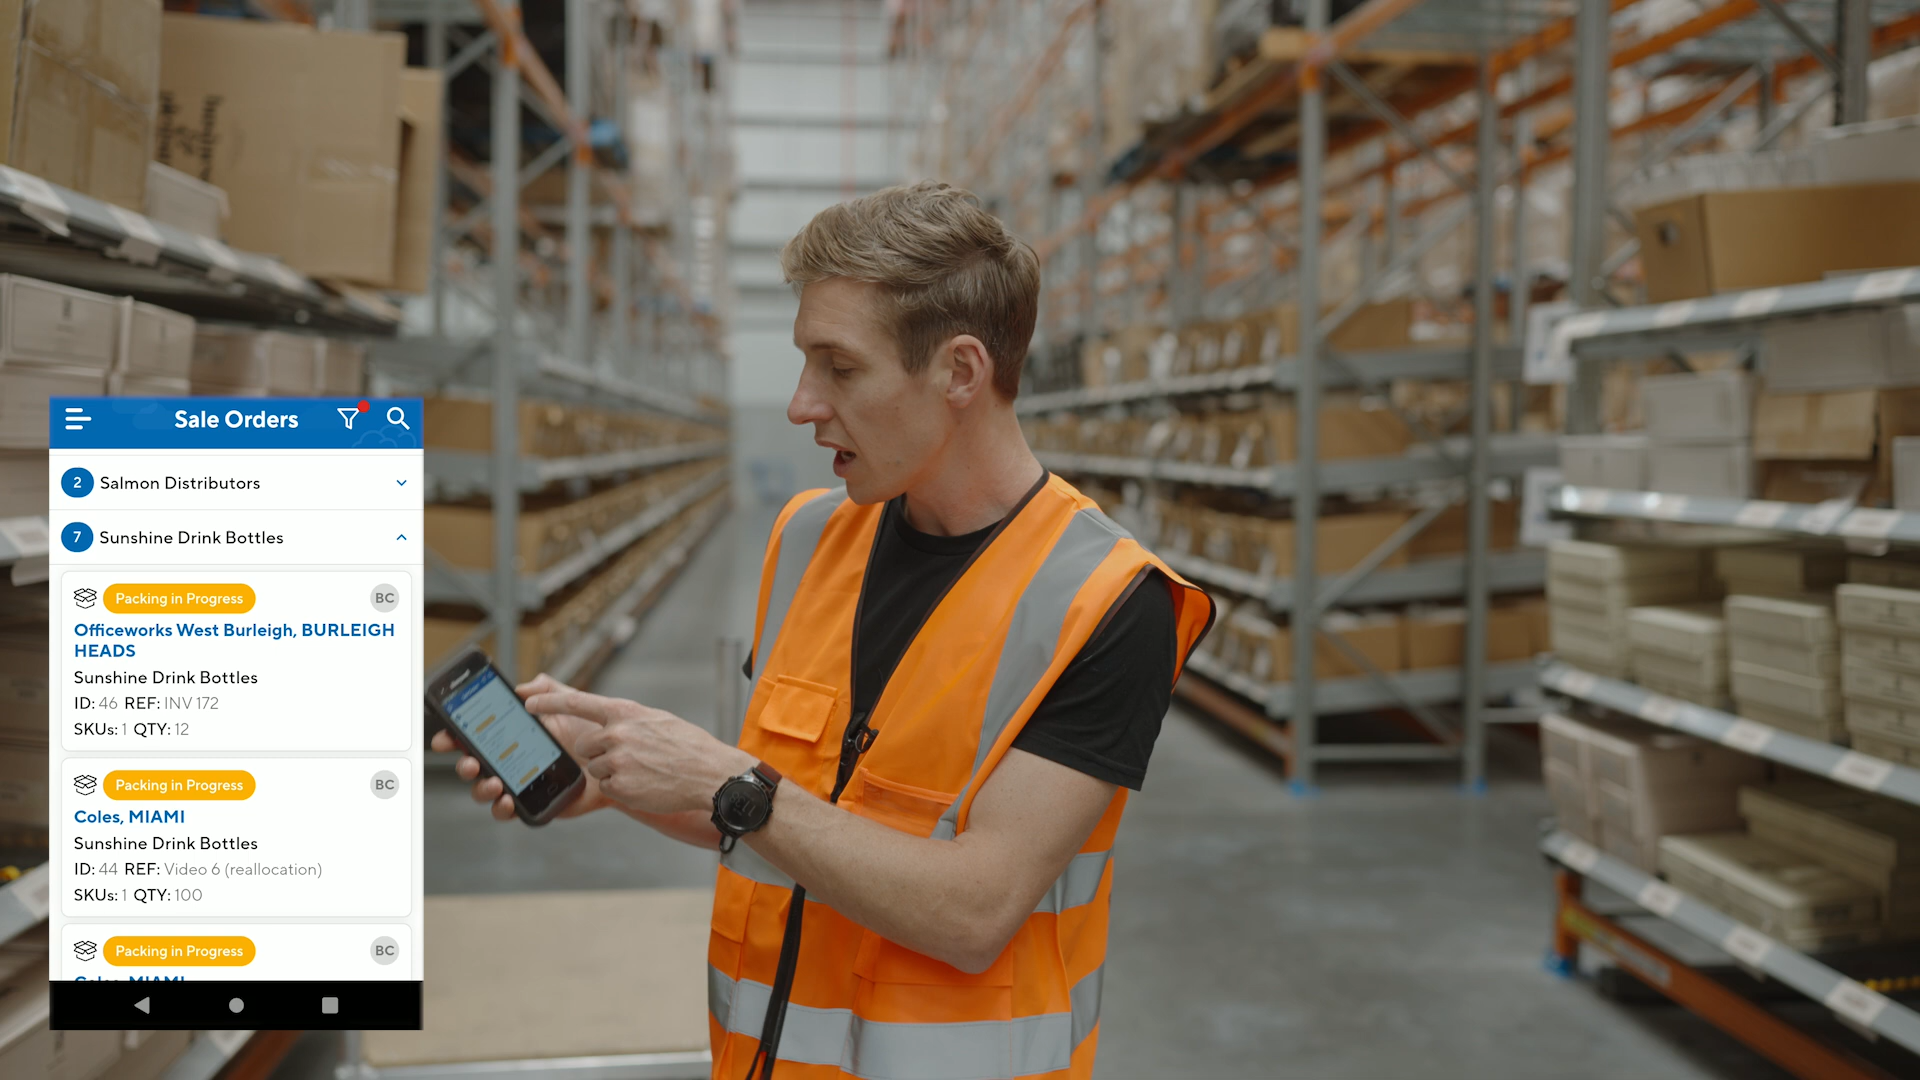 Sale Orders
2 Salmon Distributors
7 Sunshine Drink Bottles
Packing in Progress BC
Officeworks West Burleigh, BURLEIGH
HEADS
Sunshine Drink Bottles
ID: 46 REF: INV 172
SKUs: 1 QTY: 12
Packing in Progress BC
Coles, MIAMI
Sunshine Drink Bottles
ID: 44 REF: Video 6 (reallocation)
SKUs: 1 QTY: 100
Packing in Progress BC
Coles, MIAMI